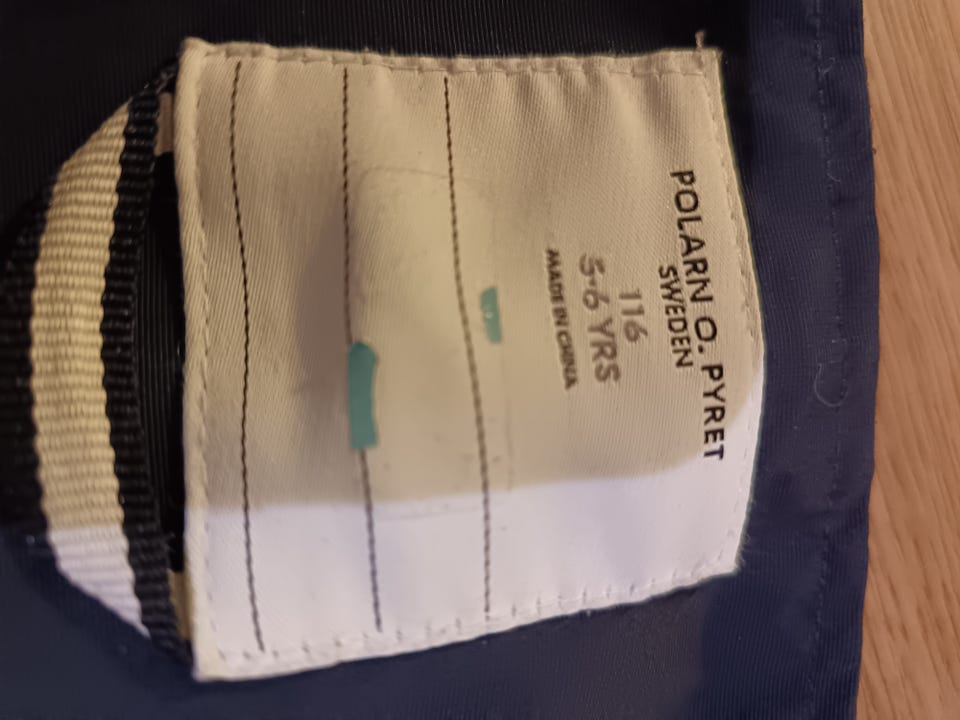 POLARN O. PYRET
SWEDEN
116
5-6 YRS
MADE IN CHINA